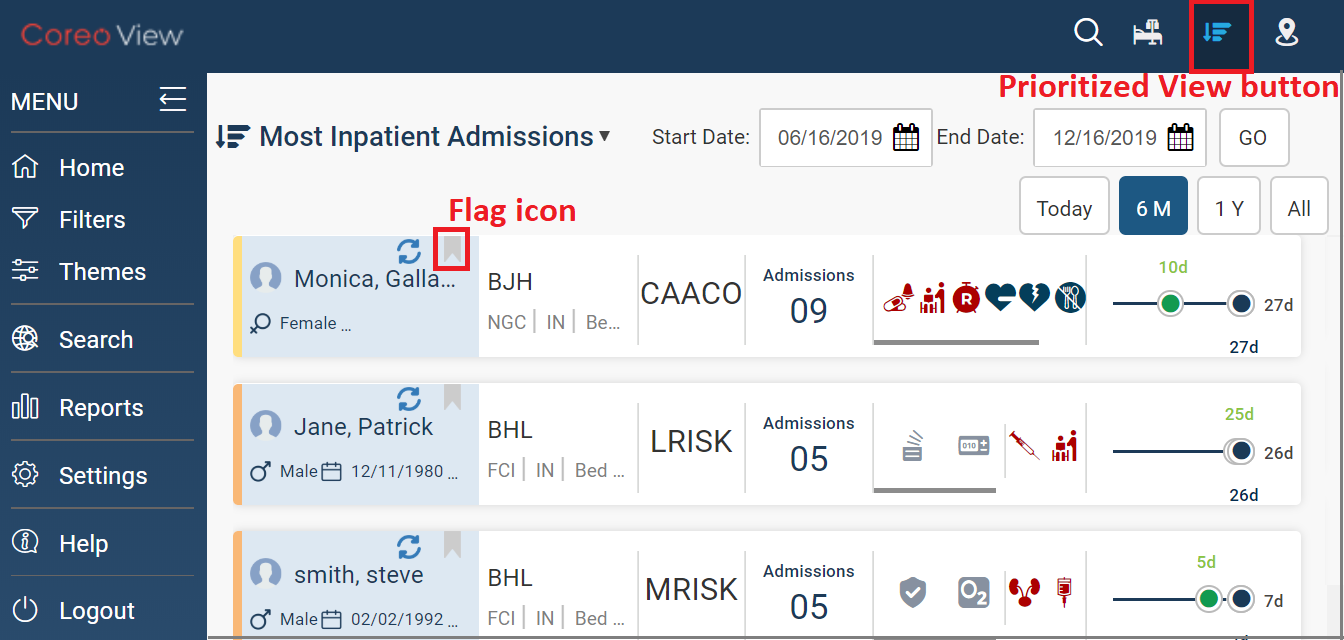 Coreo View
Prioritized View button
MENU
Home
Filters
Themes
Search
Reports
Settings
Help
Logout
Most Inpatient Admissions
Start Date: 06/16/2019 End Date: 12/16/2019 GO
Today 6 M 1 Y All
Flag icon
Monica, Galla...
Female ...
BJH
NGC IN Be...
CAACO
Admissions
09
R
10d
27d
27d
Jane, Patrick
Male 12/11/1980 ...
BHL
FCI IN Bed ...
LRISK
Admissions
05
010
25d
26d
26d
smith, steve
Male 02/02/1992 ...
BHL
FCI IN Bed ...
MRISK
Admissions
05
O2
5d
7d